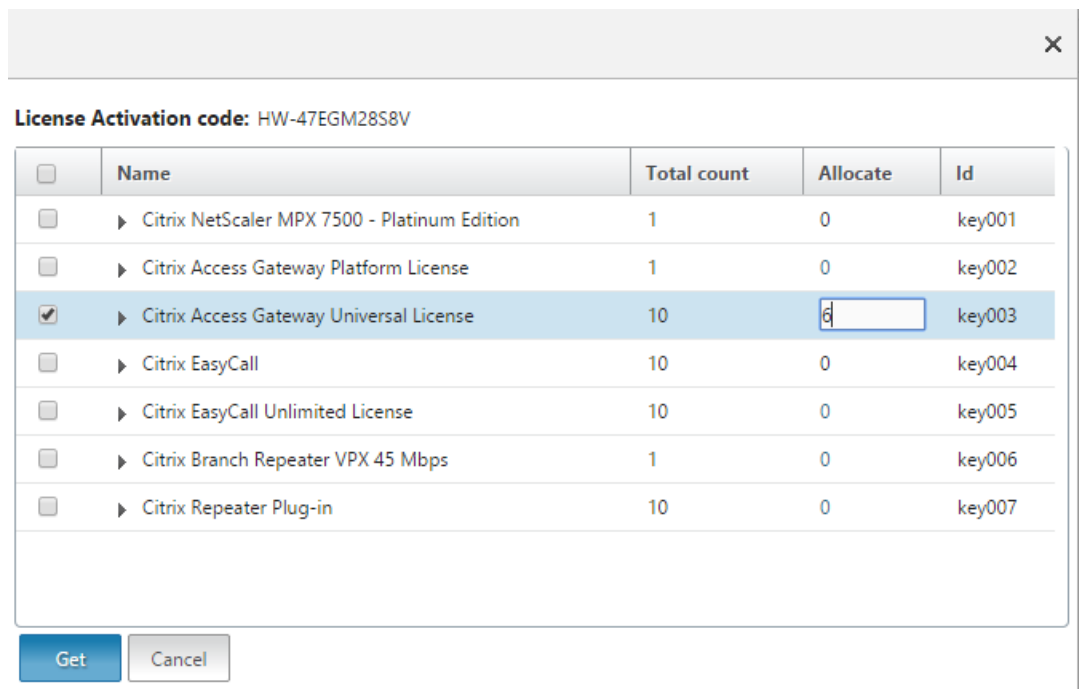 License Activation code: HW-47EGM28S8V
Name Total count Allocate Id
Citrix NetScaler MPX 7500 - Platinum Edition 1 0 key001
Citrix Access Gateway Platform License 1 0 key002
Citrix Access Gateway Universal License 10 6 key003
Citrix EasyCall 10 0 key004
Citrix EasyCall Unlimited License 10 0 key005
Citrix Branch Repeater VPX 45 Mbps 1 0 key006
Citrix Repeater Plug-in 10 0 key007
Get Cancel